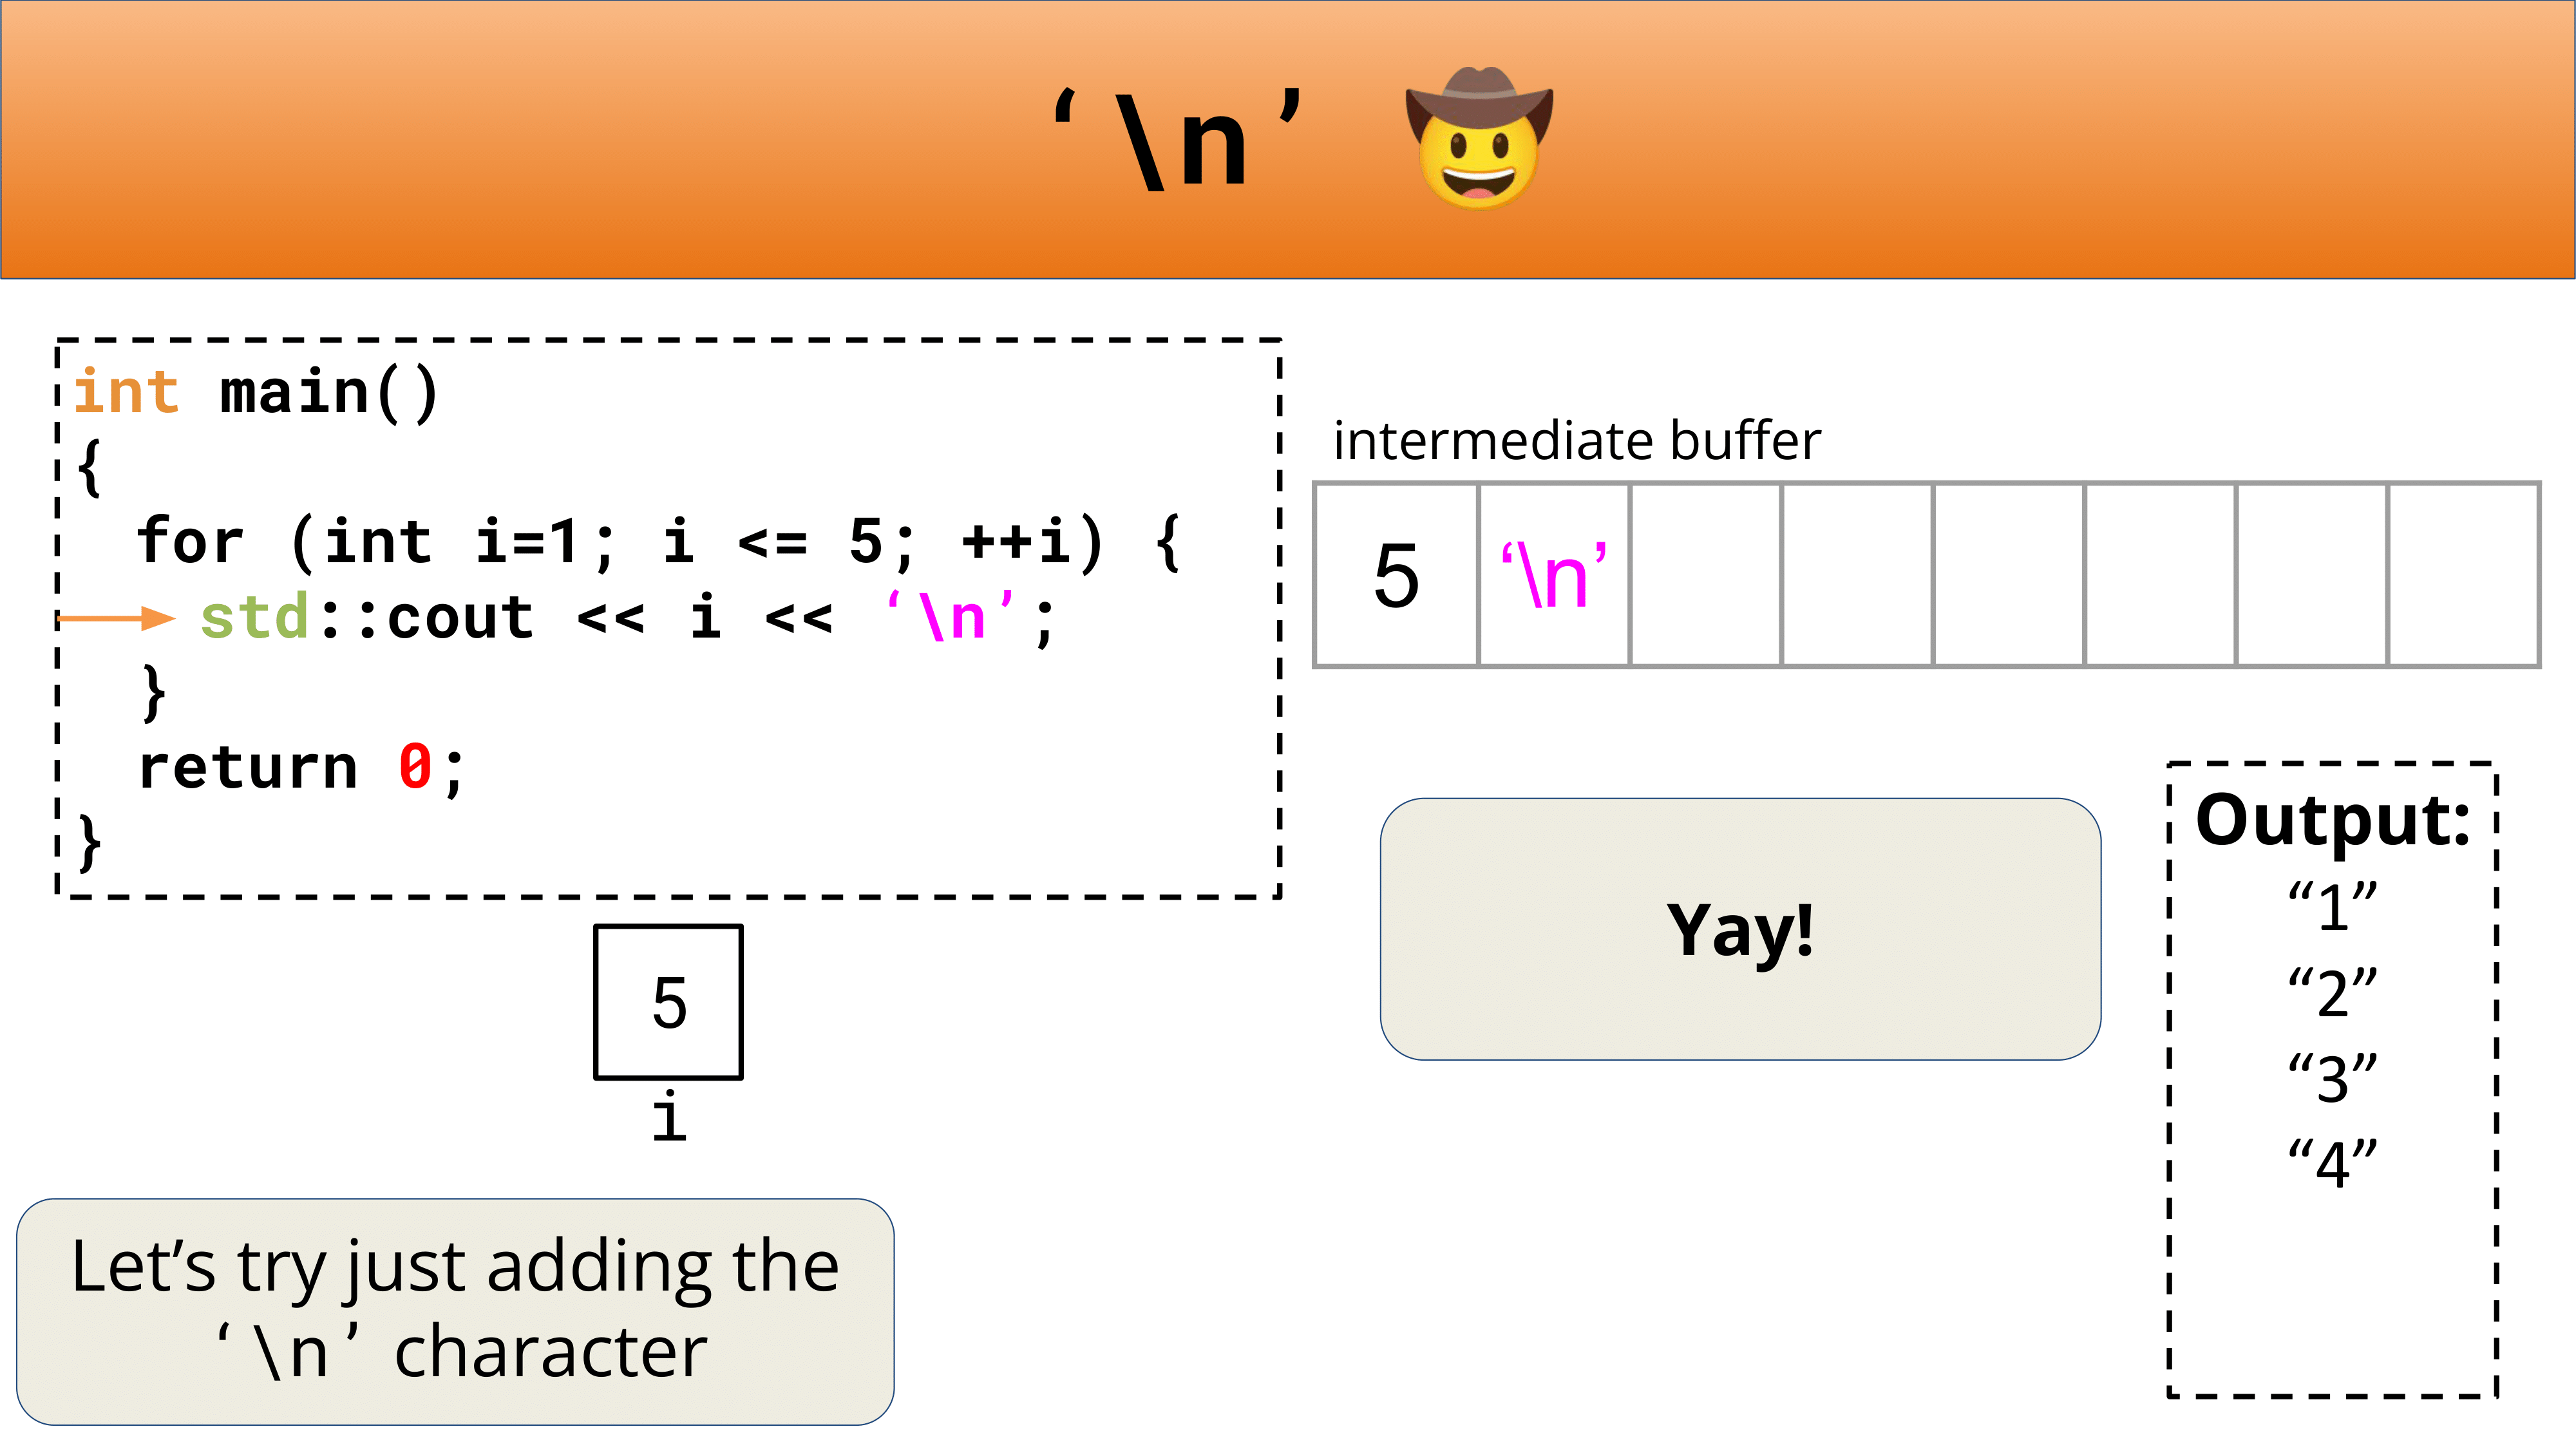 ‘\n’ 🤠
int main()
{
  for (int i=1; i <= 5; ++i) {
    std::cout << i << ‘\n’;
  }
  return 0;
}
intermediate buffer
5 ‘\n’
Yay!
Output:
“1”
“2”
“3”
“4”
5
i
Let’s try just adding the
‘\n’ character